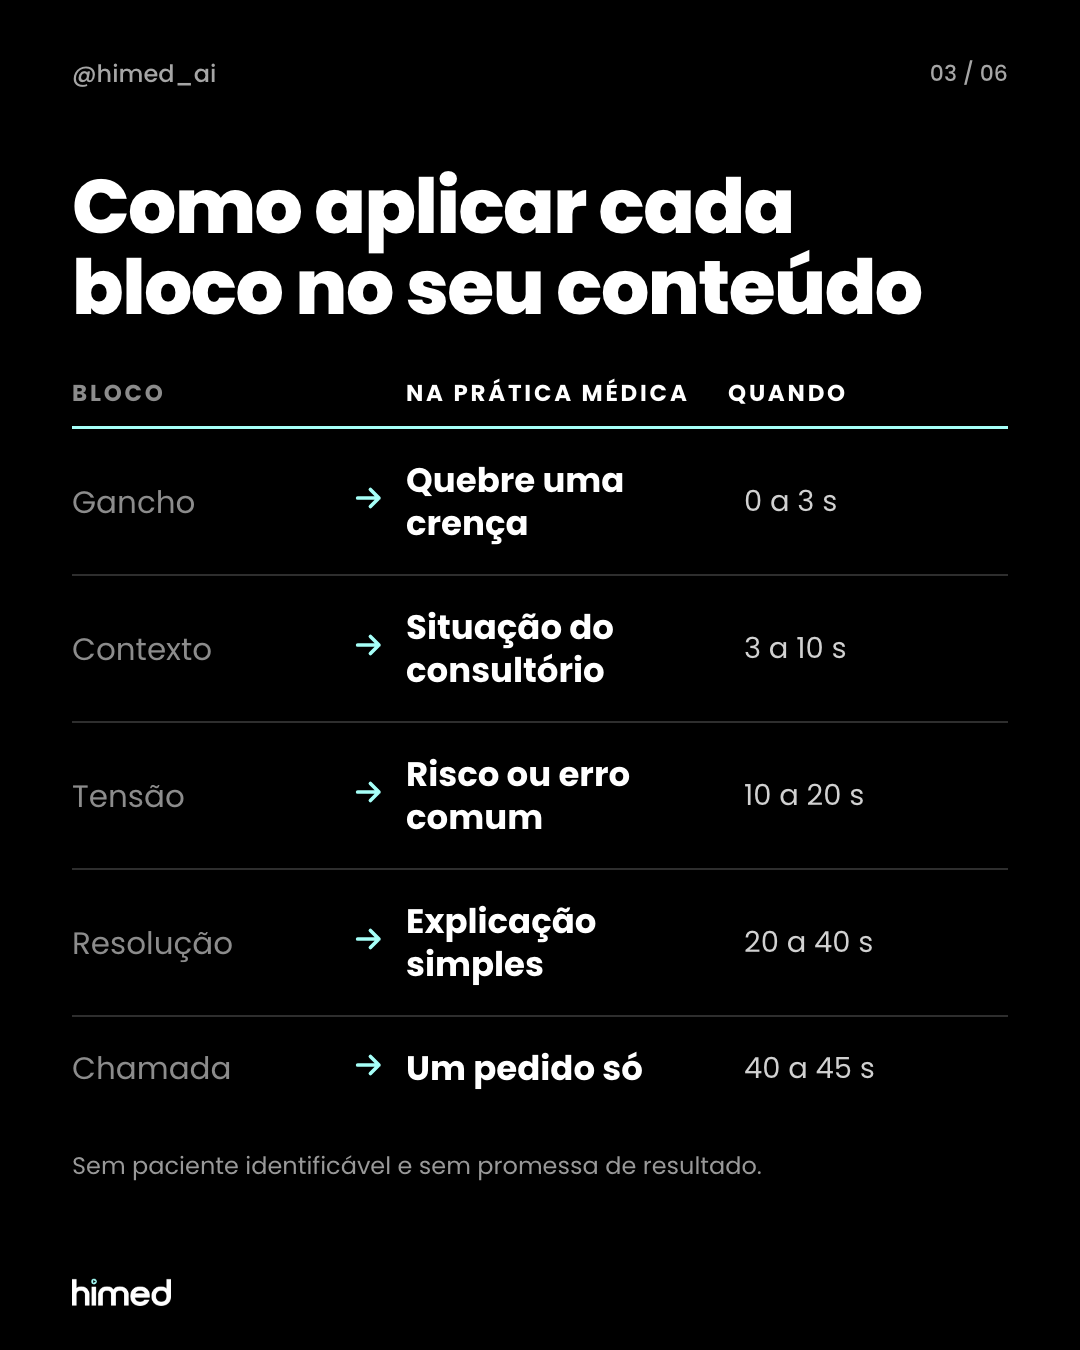 @himed_ai
03 / 06
Como aplicar cada
bloco no seu conteúdo
BLOCO NA PRÁTICA MÉDICA QUANDO
Gancho → Quebre uma crença 0 a 3 s
Contexto → Situação do consultório 3 a 10 s
Tensão → Risco ou erro comum 10 a 20 s
Resolução → Explicação simples 20 a 40 s
Chamada → Um pedido só 40 a 45 s
Sem paciente identificável e sem promessa de resultado.
himed